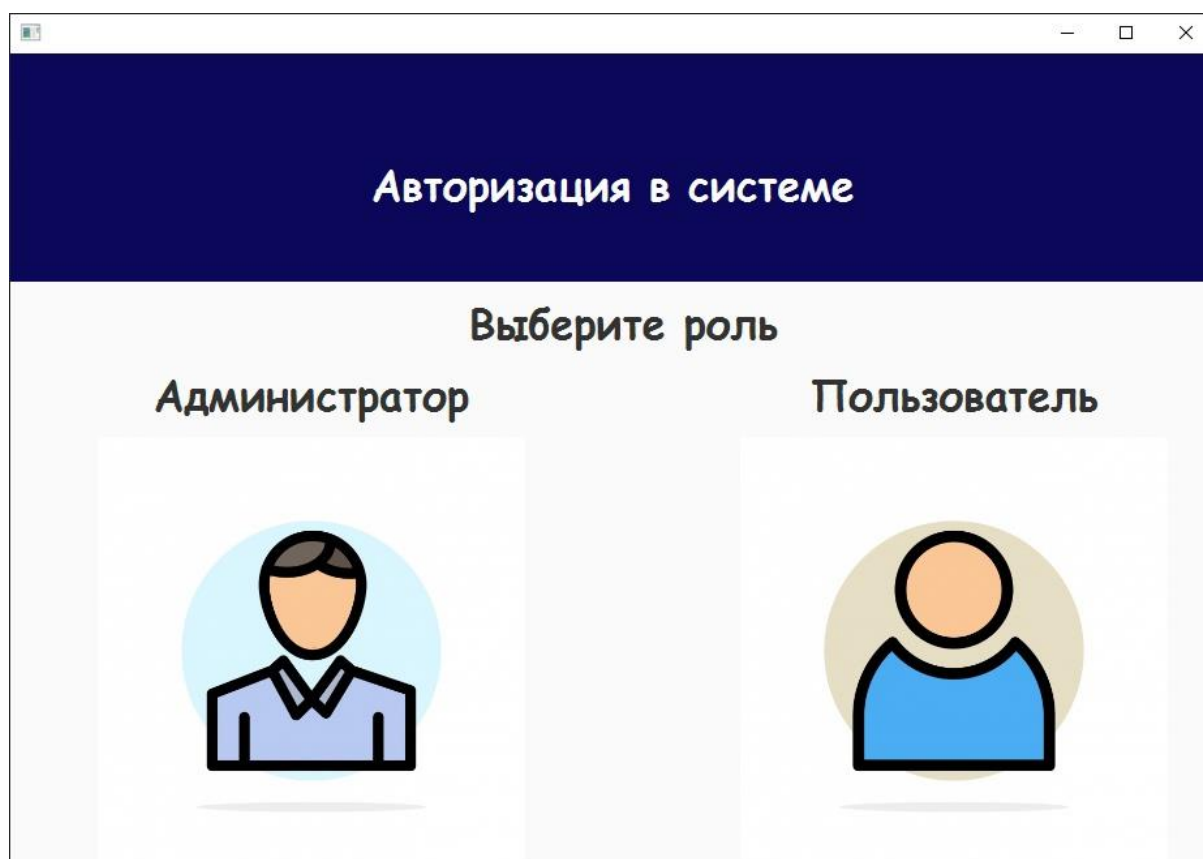 Авторизация в системе
Выберите роль
Администратор
Пользователь